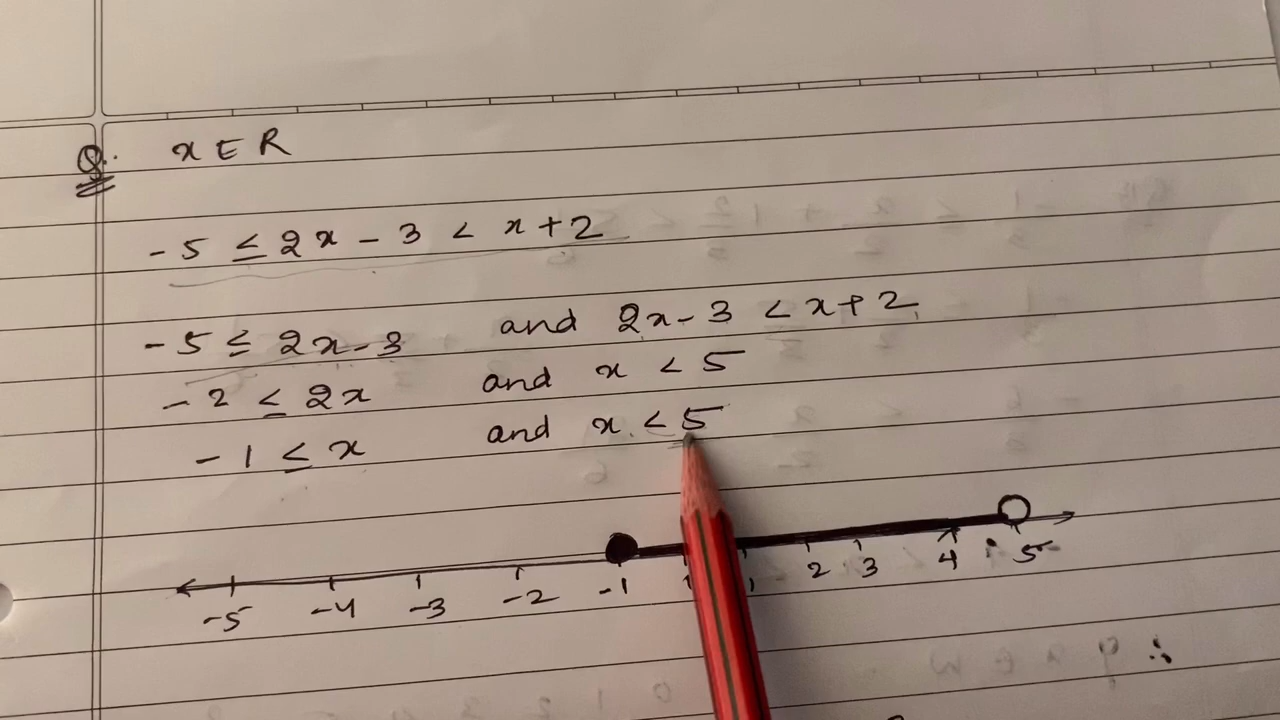 Q. x ∈ R
-5 ≤ 2x - 3 < x + 2
-5 ≤ 2x - 3 and 2x - 3 < x + 2
-2 ≤ 2x and x < 5
-1 ≤ x and x < 5
-5 -4 -3 -2 -1 1 2 3 4 5